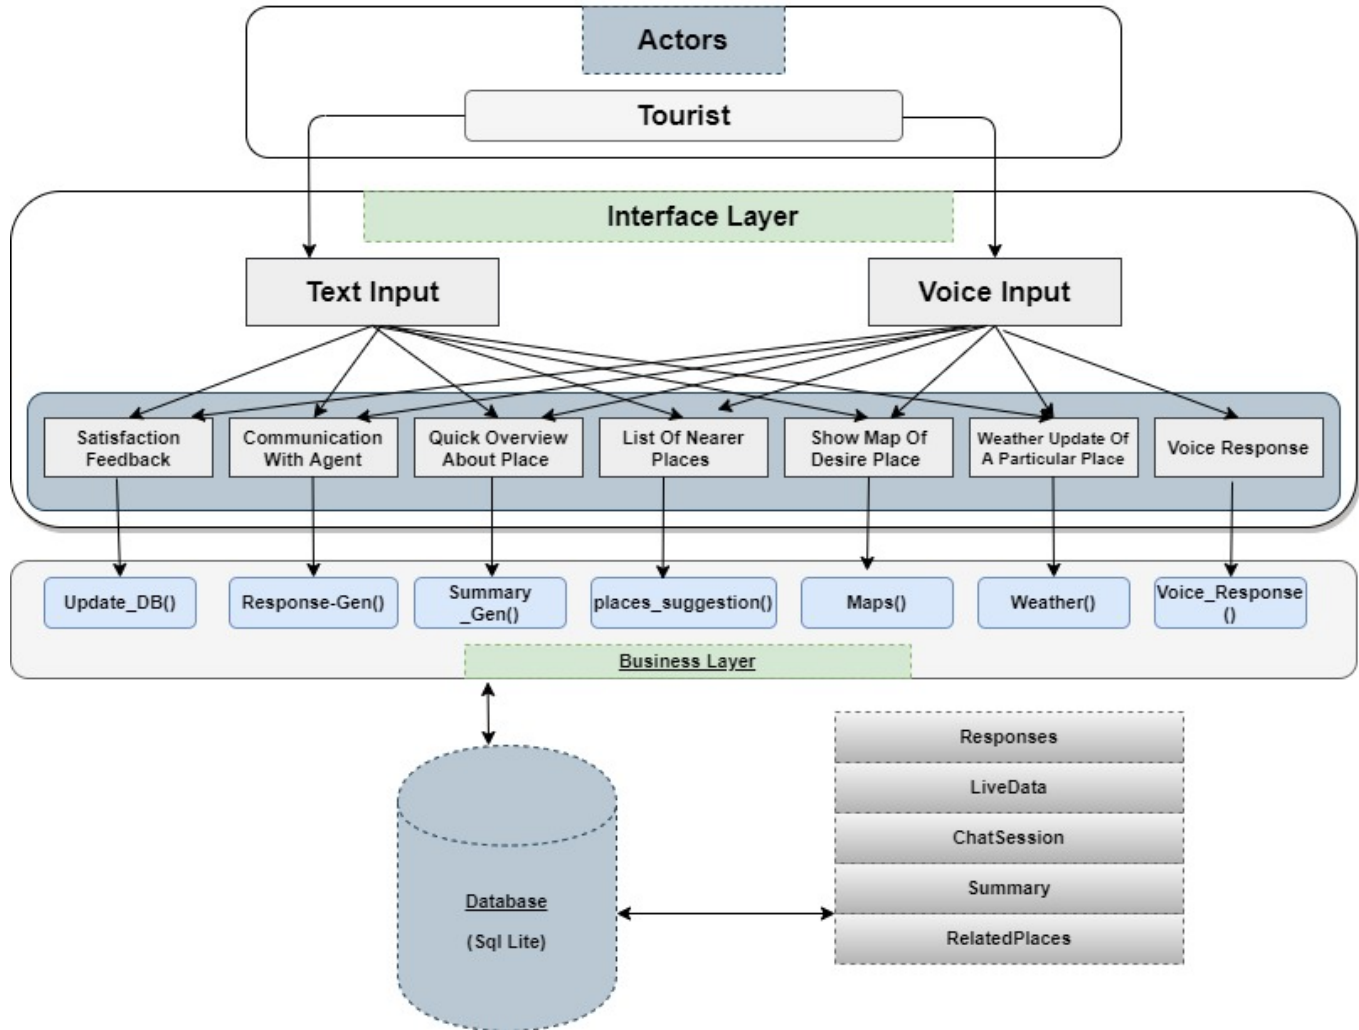 Actors
Tourist
Interface Layer
Text Input
Voice Input
Satisfaction
Feedback
Communication
With Agent
Quick Overview
About Place
List Of Nearer
Places
Show Map Of
Desire Place
Weather Update Of
A Particular Place
Voice Response
Update_DB()
Response-Gen()
Summary
_Gen()
places_suggestion()
Maps()
Weather()
Voice_Response
()
Business Layer
Responses
LiveData
ChatSession
Summary
RelatedPlaces
Database
(Sql Lite)